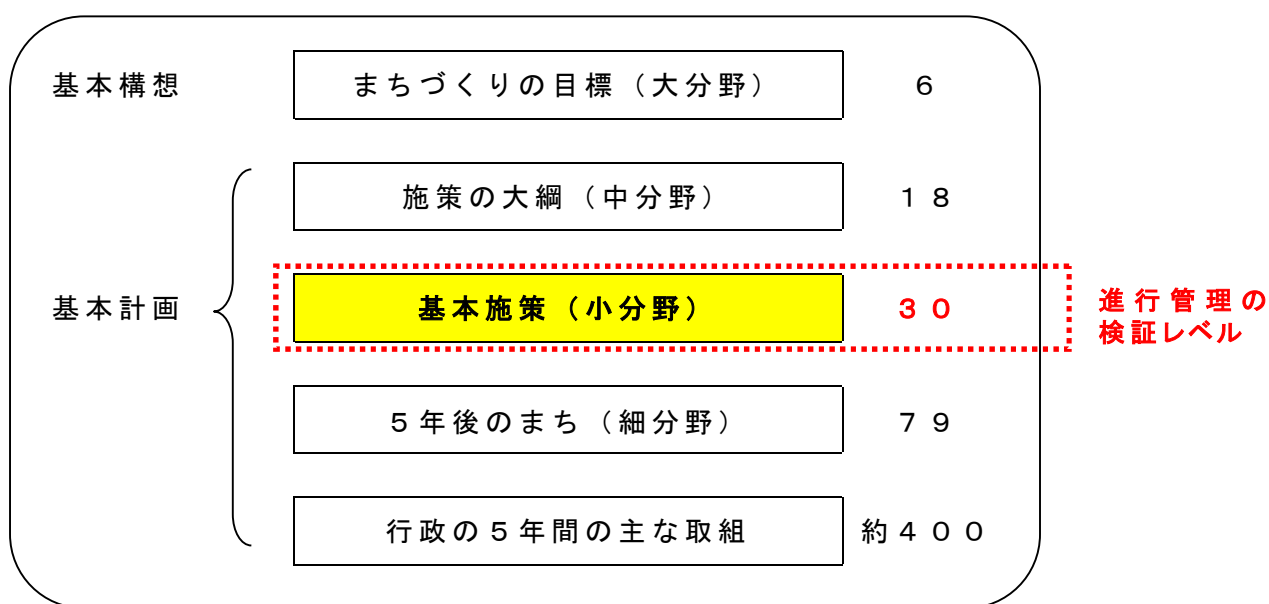 基本構想 まちづくりの目標（大分野） ６
施策の大綱（中分野） １８
基本計画 基本施策（小分野） ３０ 進行管理の
検証レベル
５年後のまち（細分野） ７９
行政の５年間の主な取組 約４００